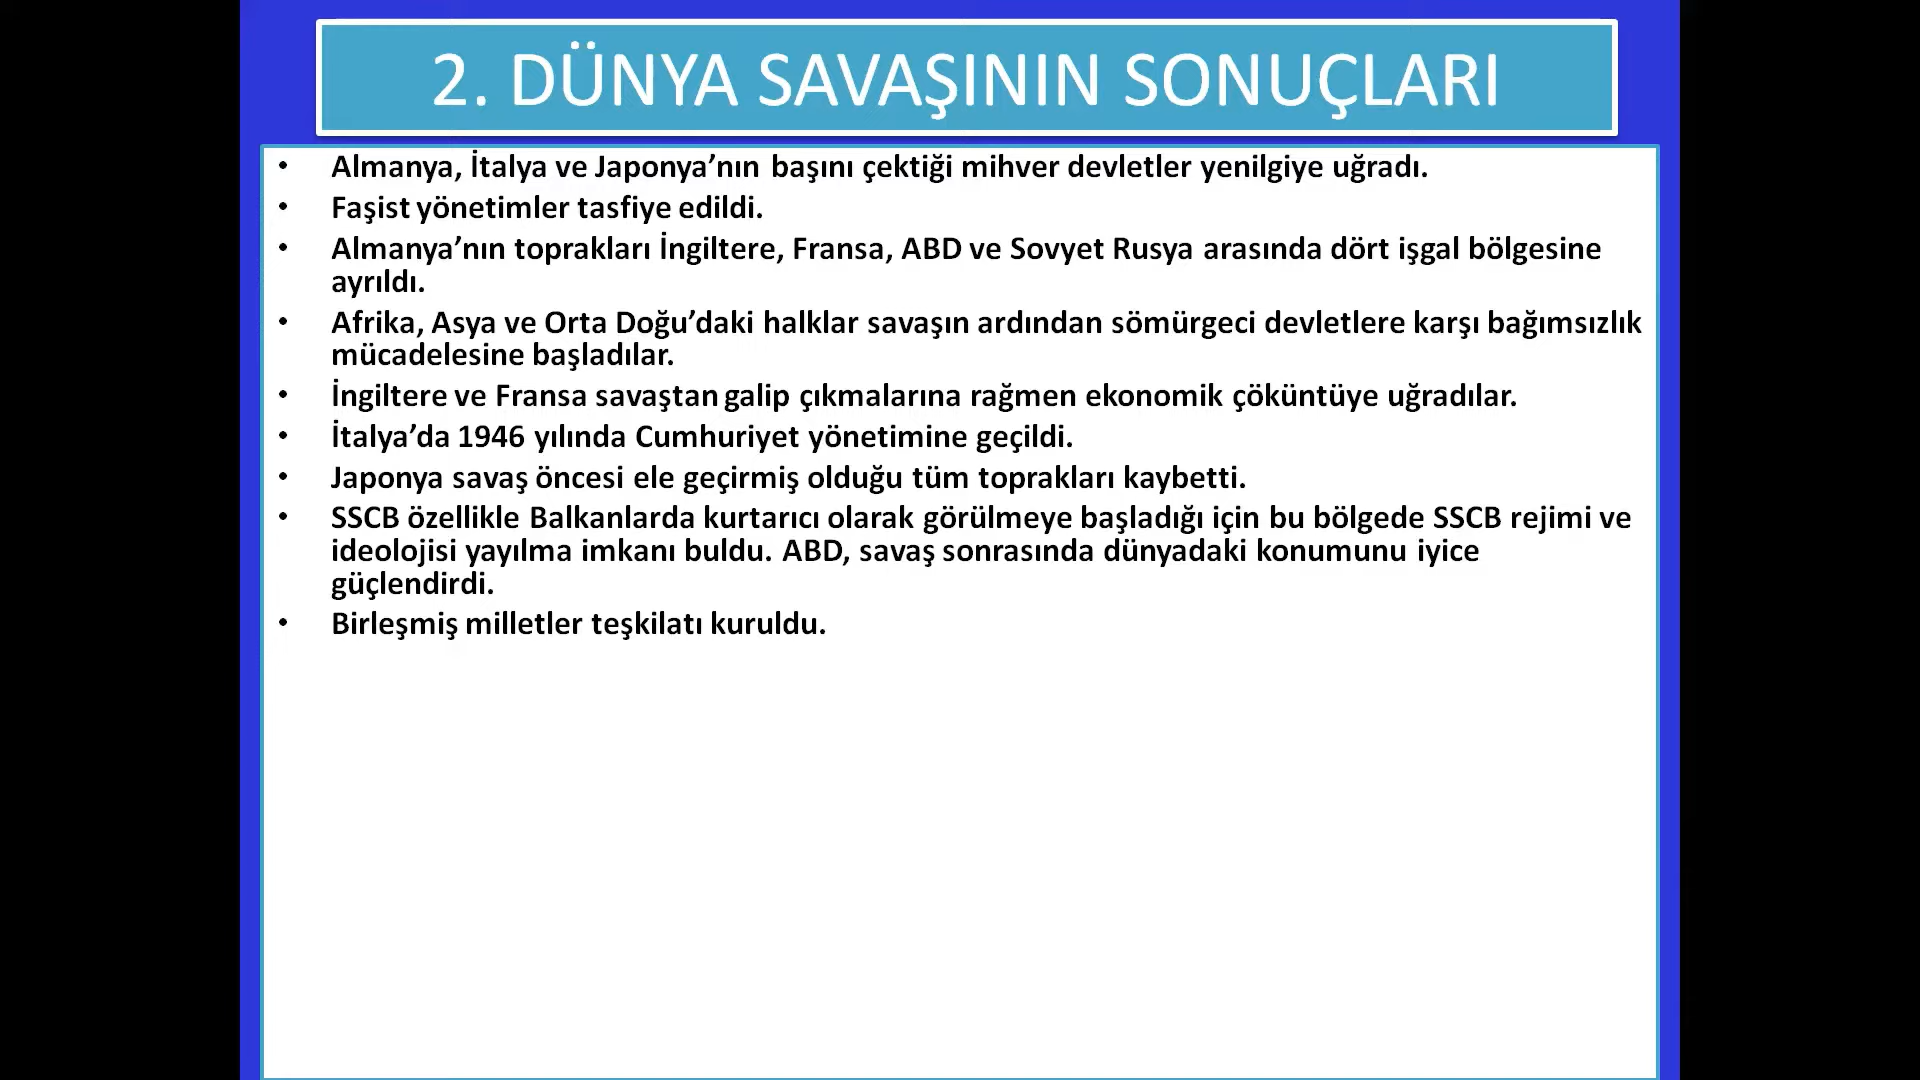 2. DÜNYA SAVAŞININ SONUÇLARI
• Almanya, İtalya ve Japonya’nın başını çektiği mihver devletler yenilgiye uğradı.
• Faşist yönetimler tasfiye edildi.
• Almanya’nın toprakları İngiltere, Fransa, ABD ve Sovyet Rusya arasında dört işgal bölgesine
ayrıldı.
• Afrika, Asya ve Orta Doğu’daki halklar savaşın ardından sömürgeci devletlere karşı bağımsızlık
mücadelesine başladılar.
• İngiltere ve Fransa savaştan galip çıkmalarına rağmen ekonomik çöküntüye uğradılar.
• İtalya’da 1946 yılında Cumhuriyet yönetimine geçildi.
• Japonya savaş öncesi ele geçirmiş olduğu tüm toprakları kaybetti.
• SSCB özellikle Balkanlarda kurtarıcı olarak görülmeye başladığı için bu bölgede SSCB rejimi ve
ideolojisi yayılma imkanı buldu. ABD, savaş sonrasında dünyadaki konumunu iyice
güçlendirdi.
• Birleşmiş milletler teşkilatı kuruldu.